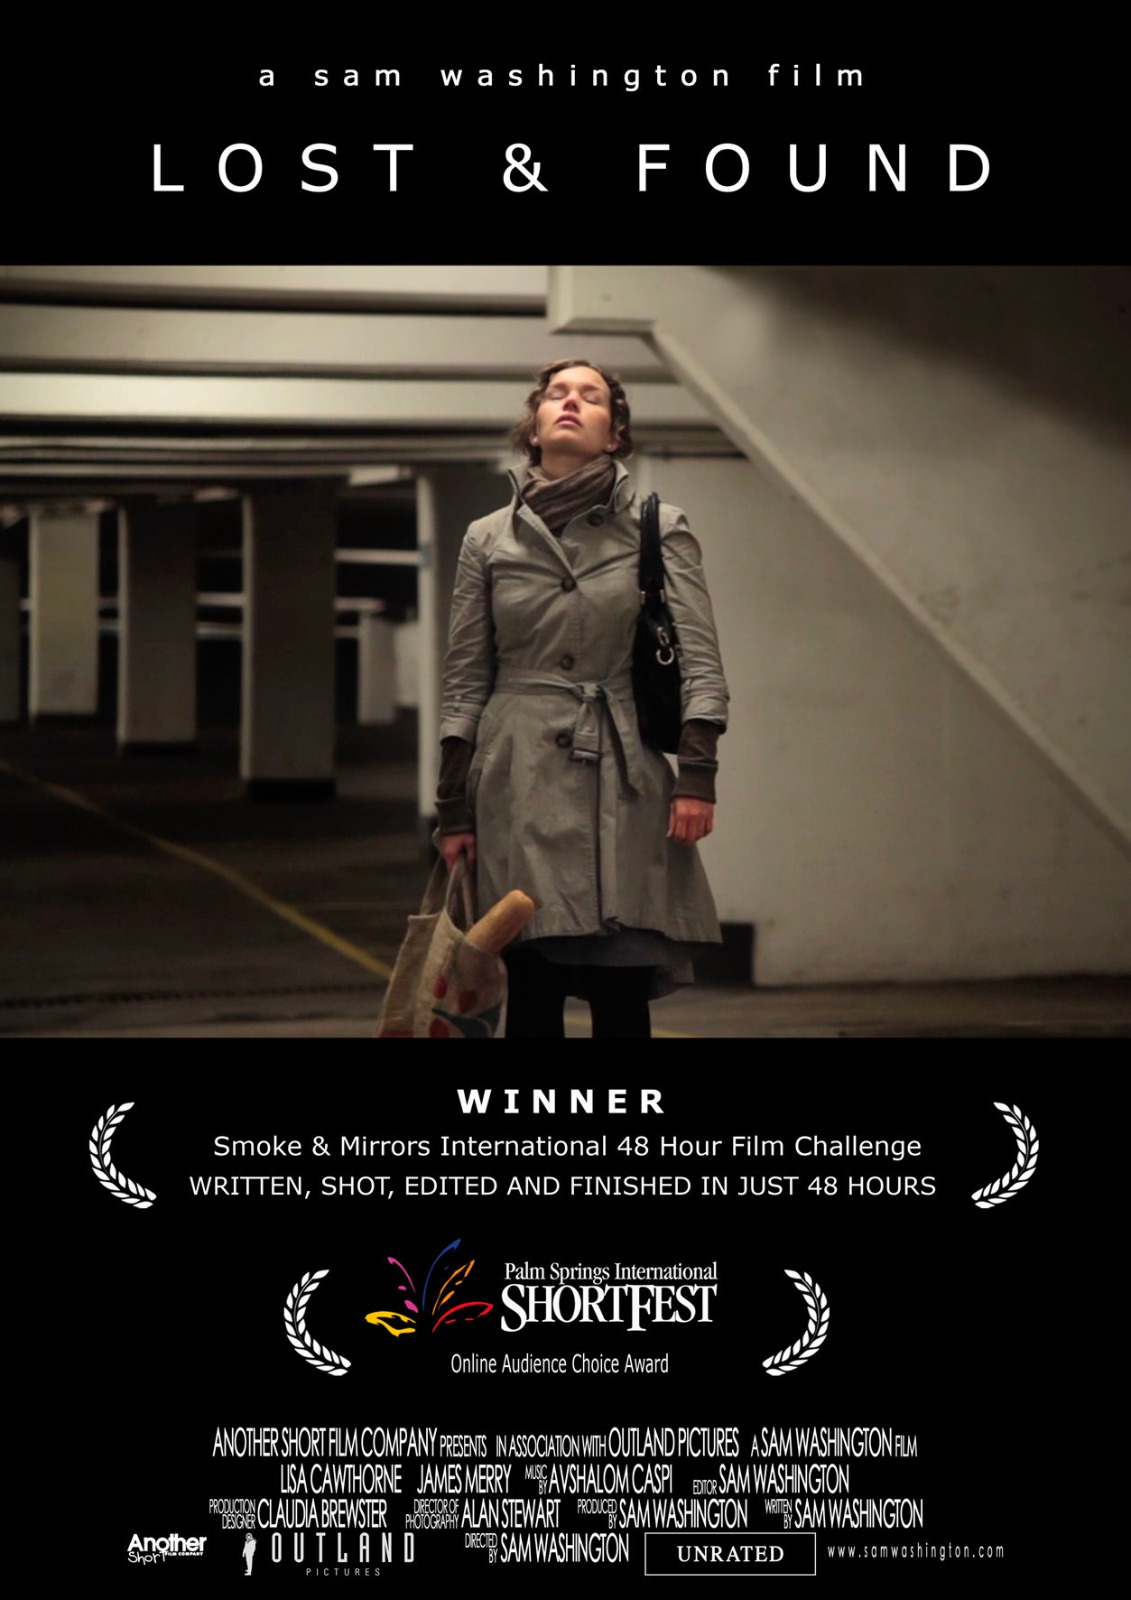 a sam washington film
LOST & FOUND
WINNER
Smoke & Mirrors International 48 Hour Film Challenge
WRITTEN, SHOT, EDITED AND FINISHED IN JUST 48 HOURS
Palm Springs International
SHORTFEST
Online Audience Choice Award
ANOTHER SHORT FILM COMPANY PRESENTS IN ASSOCIATION WITH OUTLAND PICTURES A SAM WASHINGTON FILM
LISA CAWTHORNE JAMES MERRY MUSIC BY AVSHALOM CASPI EDITOR SAM WASHINGTON
PRODUCTION DESIGNER CLAUDIA BREWSTER DIRECTOR OF PHOTOGRAPHY ALAN STEWART PRODUCED BY SAM WASHINGTON WRITTEN BY SAM WASHINGTON
DIRECTED BY SAM WASHINGTON
Another
Short FILM COMPANY
OUTLAND
PICTURES
UNRATED
www.samwashington.com